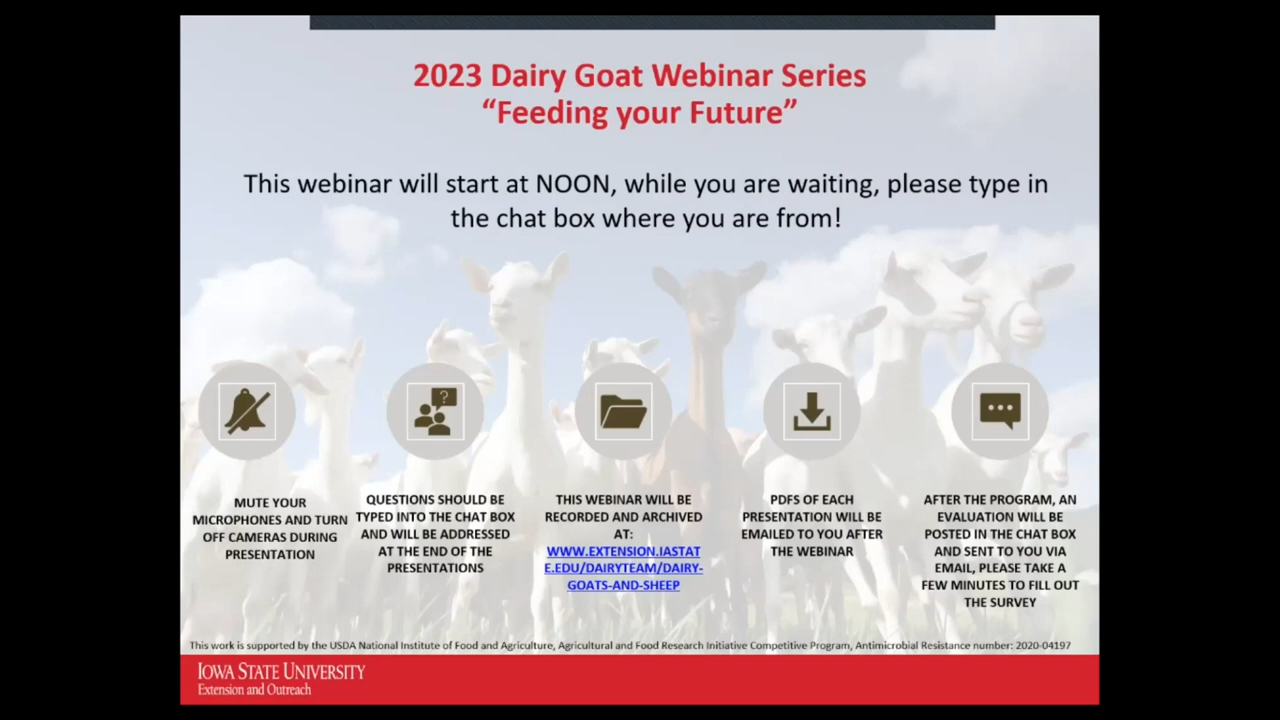 2023 Dairy Goat Webinar Series
“Feeding your Future”
This webinar will start at NOON, while you are waiting, please type in
the chat box where you are from!
?
MUTE YOUR
MICROPHONES AND TURN
OFF CAMERAS DURING
PRESENTATION
QUESTIONS SHOULD BE
TYPED INTO THE CHAT BOX
AND WILL BE ADDRESSED
AT THE END OF THE
PRESENTATIONS
THIS WEBINAR WILL BE
RECORDED AND ARCHIVED
AT:
WWW.EXTENSION.IASTAT
E.EDU/DAIRYTEAM/DAIRY-
GOATS-AND-SHEEP
PDFS OF EACH
PRESENTATION WILL BE
EMAILED TO YOU AFTER
THE WEBINAR
AFTER THE PROGRAM, AN
EVALUATION WILL BE
POSTED IN THE CHAT BOX
AND SENT TO YOU VIA
EMAIL, PLEASE TAKE A
FEW MINUTES TO FILL OUT
THE SURVEY
This work is supported by the USDA National Institute of Food and Agriculture, Agricultural and Food Research Initiative Competitive Program, Antimicrobial Resistance number: 2020-04197
IOWA STATE UNIVERSITY
Extension and Outreach